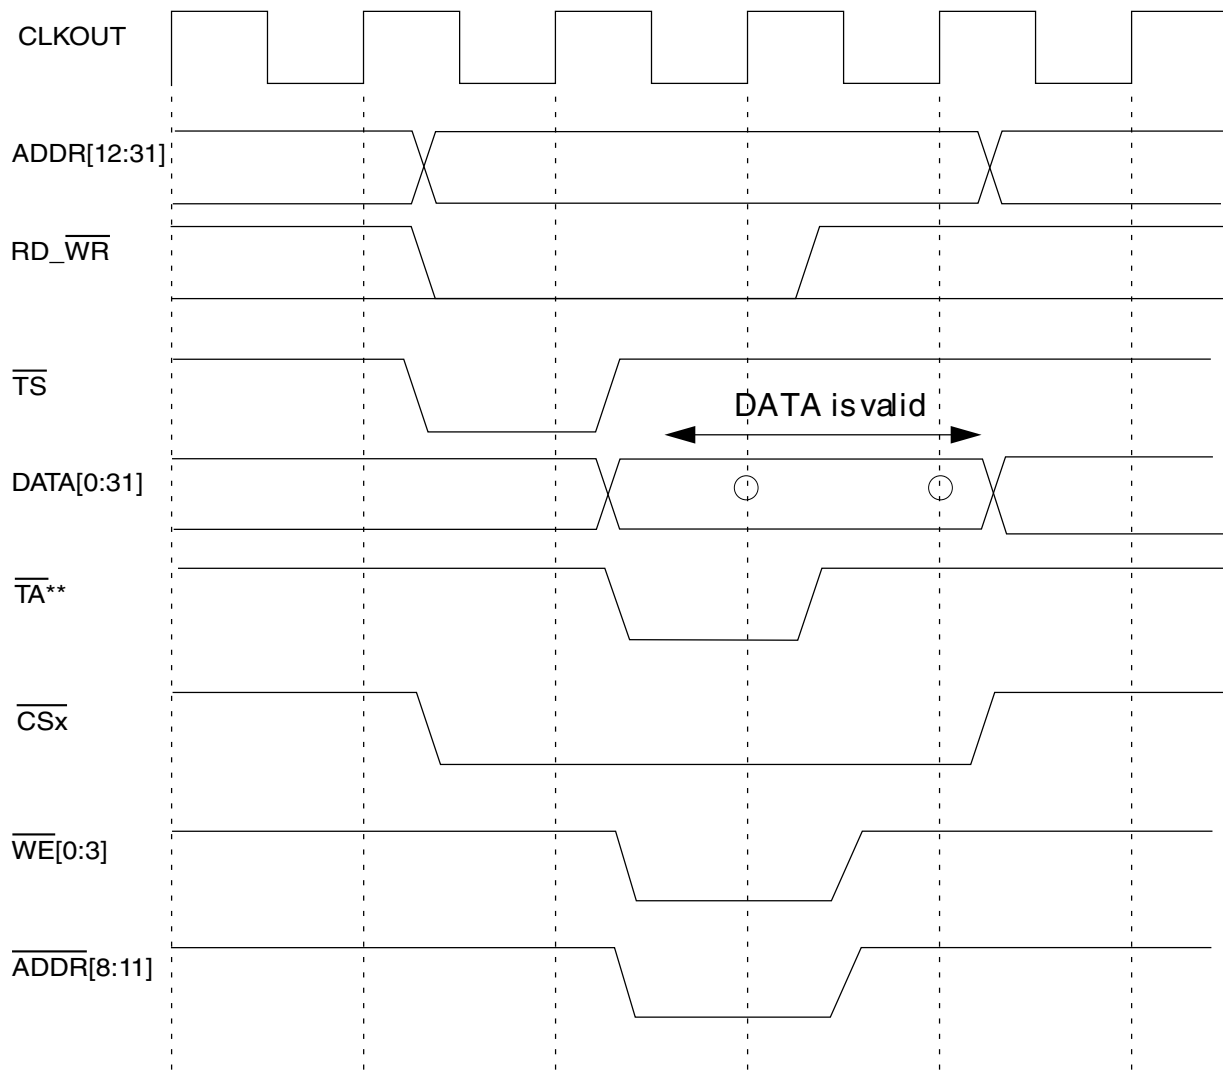 CLKOUT
ADDR[12:31]
RD_WR
TS
DATA is valid
DATA[0:31]
TA**
CSx
WE[0:3]
ADDR[8:11]